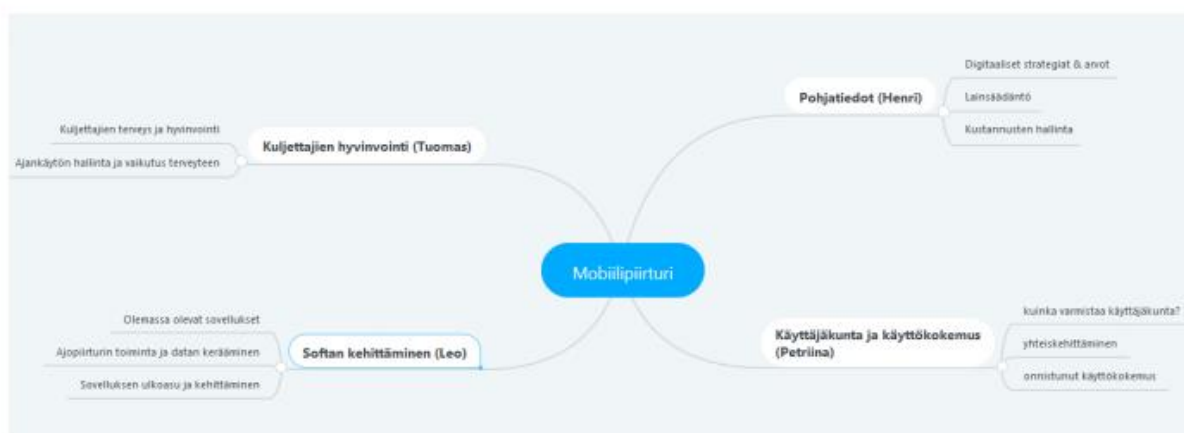 Digitaaliset strategiat & arvot
Pohjatiedot (Henri)
Lainsäädäntö
Kustannusten hallinta
Kuljettajien terveys ja hyvinvointi
Kuljettajien hyvinvointi (Tuomas)
Ajankäytön hallinta ja vaikutus terveyteen
Mobiilipiirturi
Olemassa olevat sovellukset
Ajopiirturin toiminta ja datan kerääminen
Softan kehittäminen (Leo)
Sovelluksen ulkoasu ja kehittäminen
kuinka varmistaa käyttäjäkunta?
Käyttäjäkunta ja käyttökokemus
(Petriina)
yhteiskehittäminen
onnistunut käyttökokemus